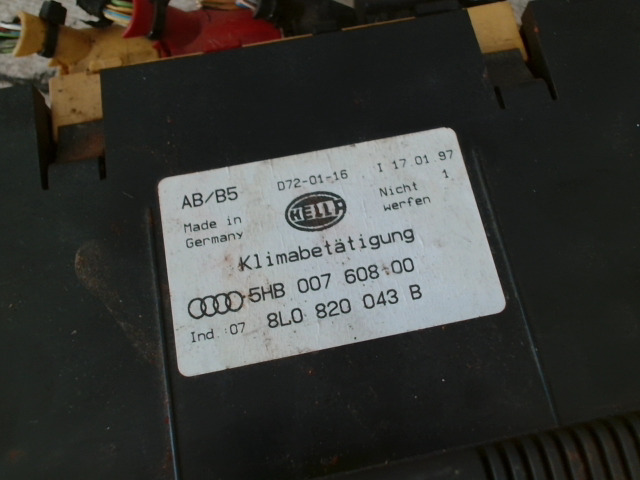 AB/B5 D72-01-16 I 17.01.97
Made in Nicht 1
Germany HELLA werfen
Klimabetätigung
5HB 007 608-00
Ind. 07 8L0 820 043 B